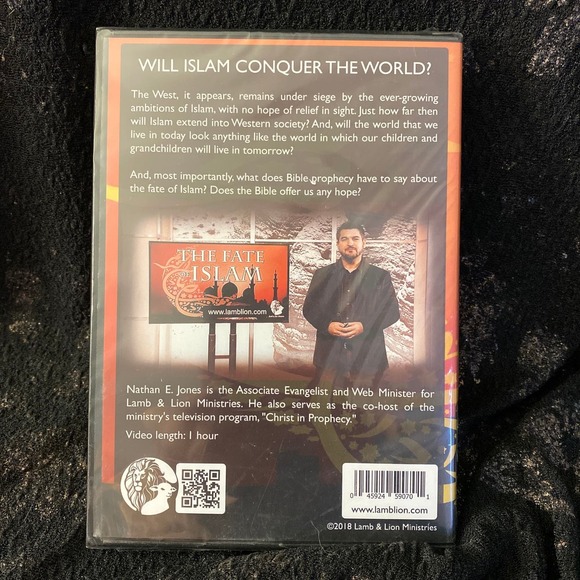 WILL ISLAM CONQUER THE WORLD?
The West, it appears, remains under siege by the ever-growing
ambitions of Islam, with no hope of relief in sight. Just how far then
will Islam extend into Western society? And, will the world that we
live in today look anything like the world in which our children and
grandchildren will live in tomorrow?
And, most importantly, what does Bible prophecy have to say about
the fate of Islam? Does the Bible offer us any hope?
THE FATE
OF ISLAM
www.lamblion.com
Nathan E. Jones is the Associate Evangelist and Web Minister for
Lamb & Lion Ministries. He also serves as the co-host of the
ministry's television program, "Christ in Prophecy."
Video length: 1 hour
0 45924 59070 1
www.lamblion.com
©2018 Lamb & Lion Ministries